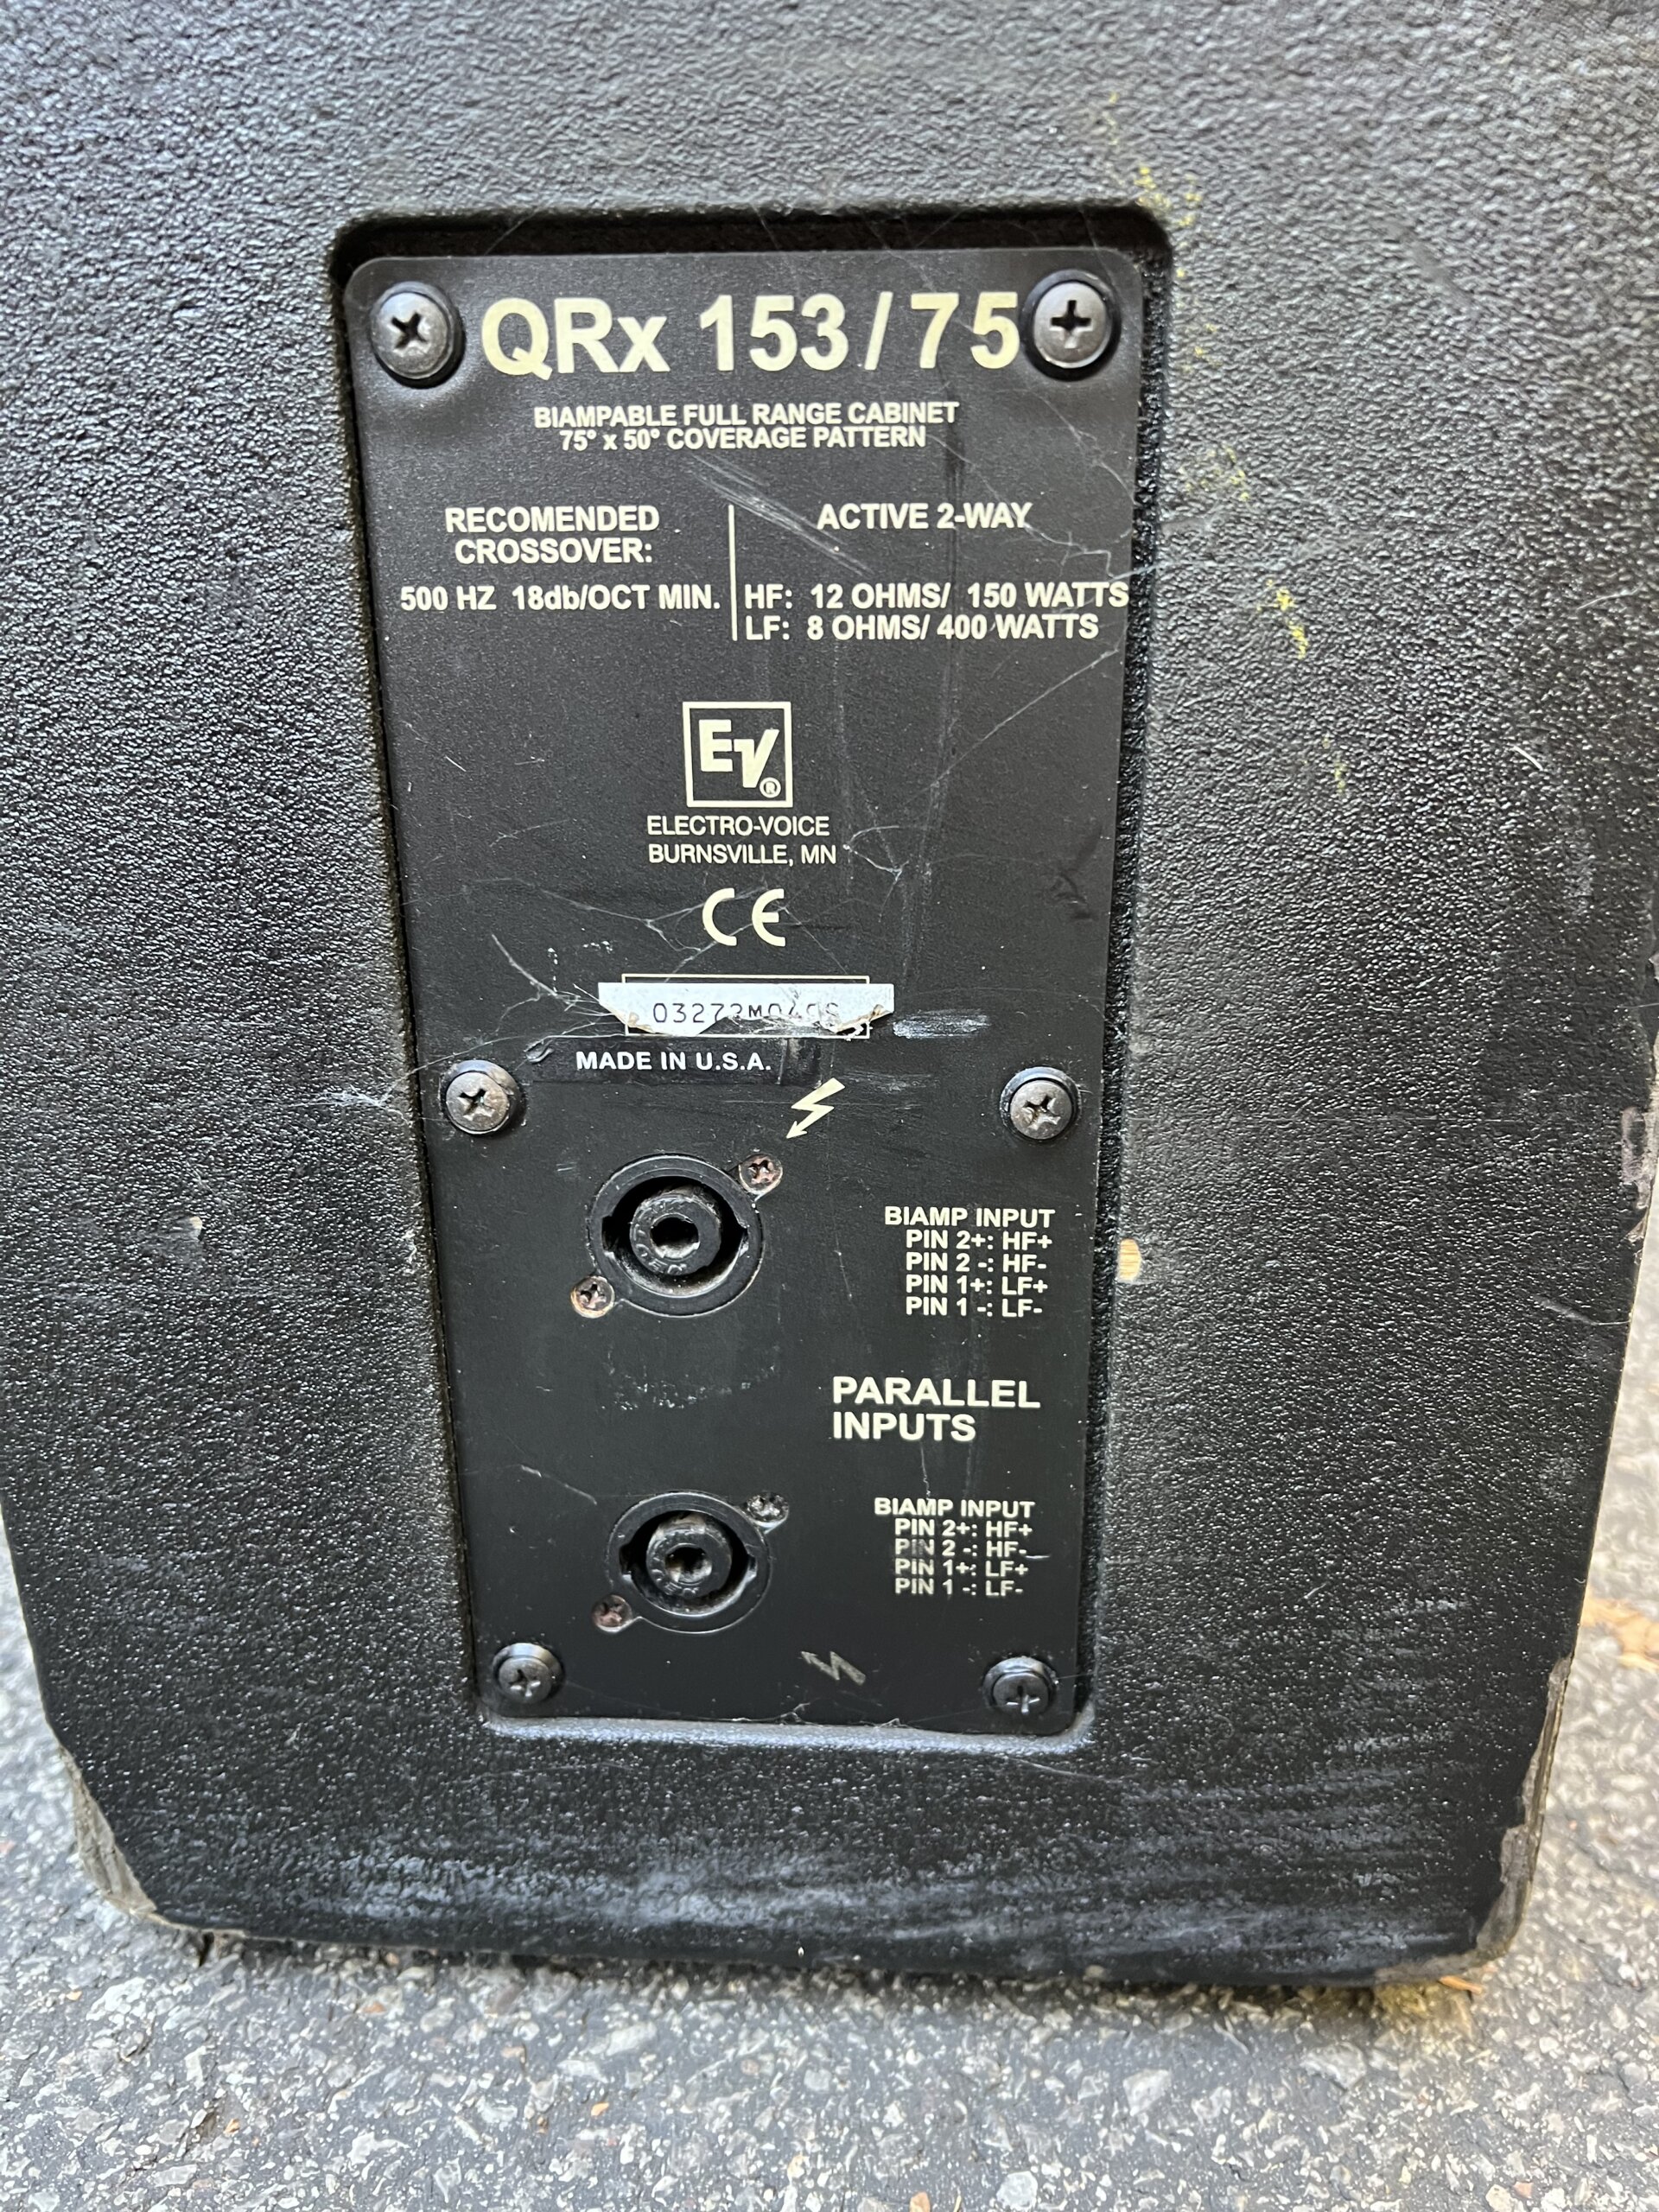 QRx 153/75
BIAMPABLE FULL RANGE CABINET
75° x 50° COVERAGE PATTERN
RECOMENDED
CROSSOVER:
500 HZ 18db/OCT MIN.
ACTIVE 2-WAY
HF: 12 OHMS/ 150 WATTS
LF: 8 OHMS/ 400 WATTS
EV®
ELECTRO-VOICE
BURNSVILLE, MN
CE
MADE IN U.S.A.
BIAMP INPUT
PIN 2+: HF+
PIN 2 -: HF-
PIN 1+: LF+
PIN 1 -: LF-
PARALLEL
INPUTS
BIAMP INPUT
PIN 2+: HF+
PIN 2 -: HF-
PIN 1+: LF+
PIN 1 -: LF-